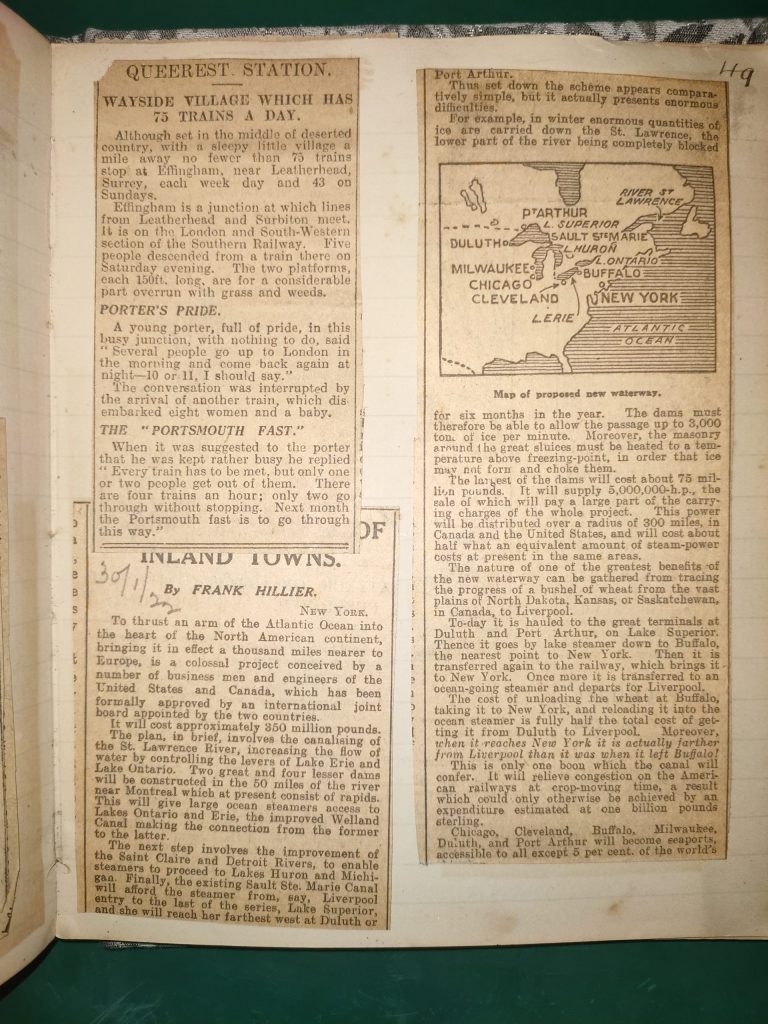 49
QUEEREST STATION.
WAYSIDE VILLAGE WHICH HAS
75 TRAINS A DAY.
Although set in the middle of deserted
country, with a sleepy little village a
mile away no fewer than 75 trains
stop at Effingham, near Leatherhead,
Surrey, each week day and 43 on
Sundays.
Effingham is a junction at which lines
from Leatherhead and Surbiton meet.
It is on the London and South-Western
section of the Southern Railway. Five
people descended from a train there on
Saturday evening. The two platforms,
each 150ft. long, are for a considerable
part overrun with grass and weeds.
PORTER'S PRIDE.
A young porter, full of pride, in this
busy junction, with nothing to do, said
"Several people go up to London in
the morning and come back again at
night—10 or 11, I should say."
The conversation was interrupted by
the arrival of another train, which dis-
embarked eight women and a baby.
THE "PORTSMOUTH FAST."
When it was suggested to the porter
that he was kept rather busy he replied
"Every train has to be met, but only one
or two people get out of them. There
are four trains an hour; only two go
through without stopping. Next month
the Portsmouth fast is to go through
this way."
OF
INLAND TOWNS.
30/1/22
By FRANK HILLIER.
NEW YORK.
To thrust an arm of the Atlantic Ocean into
the heart of the North American continent,
bringing it in effect a thousand miles nearer to
Europe, is a colossal project conceived by a
number of business men and engineers of the
United States and Canada, which has been
formally approved by an international joint
board appointed by the two countries.
It will cost approximately 350 million pounds.
The plan, in brief, involves the canalising of
the St. Lawrence River, increasing the flow of
water by controlling the levers of Lake Erie and
Lake Ontario. Two great and four lesser dams
will be constructed in the 50 miles of the river
near Montreal which at present consist of rapids.
This will give large ocean steamers access to
Lakes Ontario and Erie, the improved Welland
Canal making the connection from the former
to the latter.
The next step involves the improvement of
the Saint Claire and Detroit Rivers, to enable
steamers to proceed to Lakes Huron and Michi-
gan. Finally, the existing Sault Ste. Marie Canal
will afford the steamer from, say, Liverpool
entry to the last of the series, Lake Superior,
and she will reach her farthest west at Duluth or
Port Arthur.
Thus set down the scheme appears compara-
tively simple, but it actually presents enormous
difficulties.
For example, in winter enormous quantities of
ice are carried down the St. Lawrence, the
lower part of the river being completely blocked
RIVER ST
LAWRENCE
PT ARTHUR
L. SUPERIOR
DULUTH
SAULT STE MARIE
L. HURON
L. ONTARIO
MILWAUKEE
BUFFALO
CHICAGO
CLEVELAND
NEW YORK
L. ERIE
ATLANTIC
OCEAN
Map of proposed new waterway.
for six months in the year. The dams must
therefore be able to allow the passage up to 3,000
ton. of ice per minute. Moreover, the masonry
around the great sluices must be heated to a tem-
perature above freezing-point, in order that ice
may not form and choke them.
The largest of the dams will cost about 75 mil-
lion pounds. It will supply 5,000,000-h.p., the
sale of which will pay a large part of the carry-
ing charges of the whole project. This power
will be distributed over a radius of 300 miles, in
Canada and the United States, and will cost about
half what an equivalent amount of steam-power
costs at present in the same areas.
The nature of one of the greatest benefits of
the new waterway can be gathered from tracing
the progress of a bushel of wheat from the vast
plains of North Dakota, Kansas, or Saskatchewan,
in Canada, to Liverpool.
To-day it is hauled to the great terminals at
Duluth and Port Arthur, on Lake Superior.
Thence it goes by lake steamer down to Buffalo,
the nearest point to New York. Then it is
transferred again to the railway, which brings it
to New York. Once more it is transferred to an
ocean-going steamer and departs for Liverpool.
The cost of unloading the wheat at Buffalo,
taking it to New York, and reloading it into the
ocean steamer is fully half the total cost of get-
ting it from Duluth to Liverpool. Moreover,
when it reaches New York it is actually farther
from Liverpool than it was when it left Buffalo!
This is only one boon which the canal will
confer. It will relieve congestion on the Ameri-
can railways at crop-moving time, a result
which could only otherwise be achieved by an
expenditure estimated at one billion pounds
sterling.
Chicago, Cleveland, Buffalo, Milwaukee,
Duluth, and Port Arthur will become seaports,
accessible to all except 5 per cent. of the world's